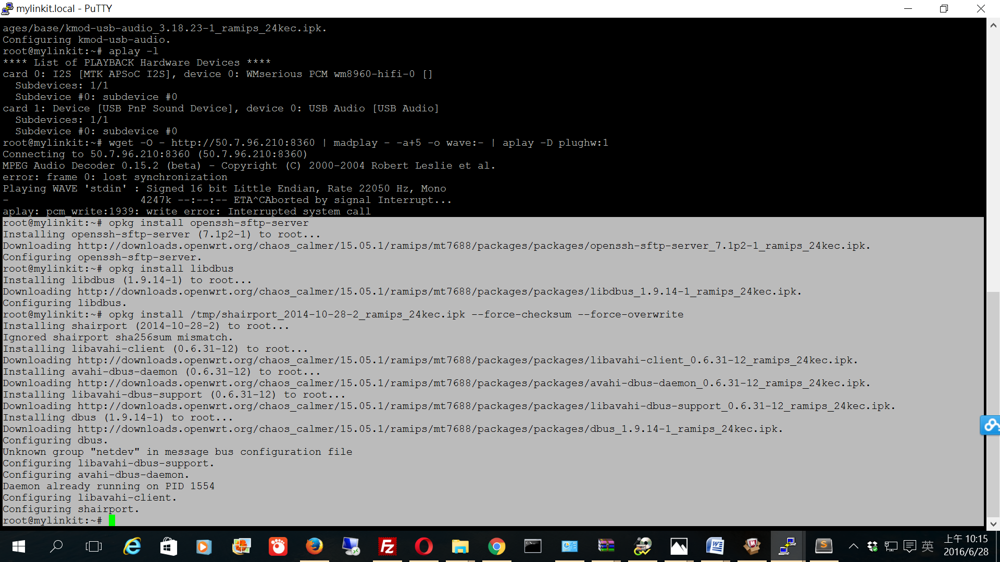 mylinkit.local - PuTTY
ages/base/kmod-usb-audio_3.18.23-1_ramips_24kec.ipk.
Configuring kmod-usb-audio.
root@mylinkit:~# aplay -l
**** List of PLAYBACK Hardware Devices ****
card 0: I2S [MTK APSoC I2S], device 0: WMserious PCM wm8960-hifi-0 []
  Subdevices: 1/1
  Subdevice #0: subdevice #0
card 1: Device [USB PnP Sound Device], device 0: USB Audio [USB Audio]
  Subdevices: 1/1
  Subdevice #0: subdevice #0
root@mylinkit:~# wget -O - http://50.7.96.210:8360 | madplay - -a+5 -o wave:- | aplay -D plughw:1
Connecting to 50.7.96.210:8360 (50.7.96.210:8360)
MPEG Audio Decoder 0.15.2 (beta) - Copyright (C) 2000-2004 Robert Leslie et al.
error: frame 0: lost synchronization
Playing WAVE 'stdin' : Signed 16 bit Little Endian, Rate 22050 Hz, Mono
-                     4247k --:--:-- ETA^CAborted by signal Interrupt...
aplay: pcm_write:1939: write error: Interrupted system call
root@mylinkit:~# opkg install openssh-sftp-server
Installing openssh-sftp-server (7.1p2-1) to root...
Downloading http://downloads.openwrt.org/chaos_calmer/15.05.1/ramips/mt7688/packages/packages/openssh-sftp-server_7.1p2-1_ramips_24kec.ipk.
Configuring openssh-sftp-server.
root@mylinkit:~# opkg install libdbus
Installing libdbus (1.9.14-1) to root...
Downloading http://downloads.openwrt.org/chaos_calmer/15.05.1/ramips/mt7688/packages/packages/libdbus_1.9.14-1_ramips_24kec.ipk.
Configuring libdbus.
root@mylinkit:~# opkg install /tmp/shairport_2014-10-28-2_ramips_24kec.ipk --force-checksum --force-overwrite
Installing shairport (2014-10-28-2) to root...
Ignored shairport sha256sum mismatch.
Installing libavahi-client (0.6.31-12) to root...
Downloading http://downloads.openwrt.org/chaos_calmer/15.05.1/ramips/mt7688/packages/packages/libavahi-client_0.6.31-12_ramips_24kec.ipk.
Installing avahi-dbus-daemon (0.6.31-12) to root...
Downloading http://downloads.openwrt.org/chaos_calmer/15.05.1/ramips/mt7688/packages/packages/avahi-dbus-daemon_0.6.31-12_ramips_24kec.ipk.
Installing libavahi-dbus-support (0.6.31-12) to root...
Downloading http://downloads.openwrt.org/chaos_calmer/15.05.1/ramips/mt7688/packages/packages/libavahi-dbus-support_0.6.31-12_ramips_24kec.ipk.
Installing dbus (1.9.14-1) to root...
Downloading http://downloads.openwrt.org/chaos_calmer/15.05.1/ramips/mt7688/packages/packages/dbus_1.9.14-1_ramips_24kec.ipk.
Configuring dbus.
Unknown group "netdev" in message bus configuration file
Configuring libavahi-dbus-support.
Configuring avahi-dbus-daemon.
Daemon already running on PID 1554
Configuring libavahi-client.
Configuring shairport.
root@mylinkit:~#
英
上午 10:15
2016/6/28